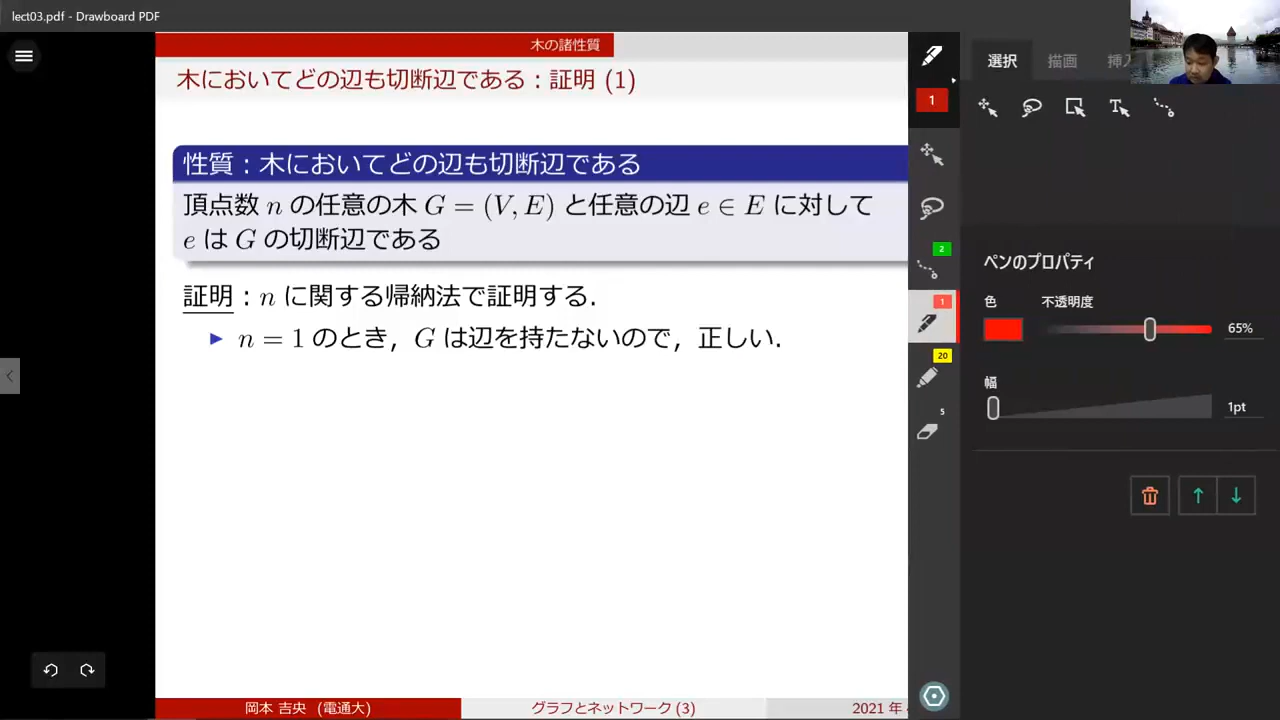 lect03.pdf - Drawboard PDF
木の諸性質
木においてどの辺も切断辺である：証明 (1)
性質：木においてどの辺も切断辺である
頂点数 n の任意の木 G = (V, E) と任意の辺 e ∈ E に対して
e は G の切断辺である
証明：n に関する帰納法で証明する.
▶ n = 1 のとき，G は辺を持たないので，正しい.
岡本 吉央 (電通大)
グラフとネットワーク (3)
2021 年
1
2
1
20
5
選択
描画
ペンのプロパティ
色
不透明度
65%
幅
1pt